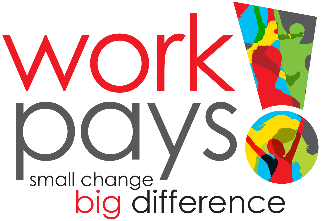 work
pays!
small change
big difference